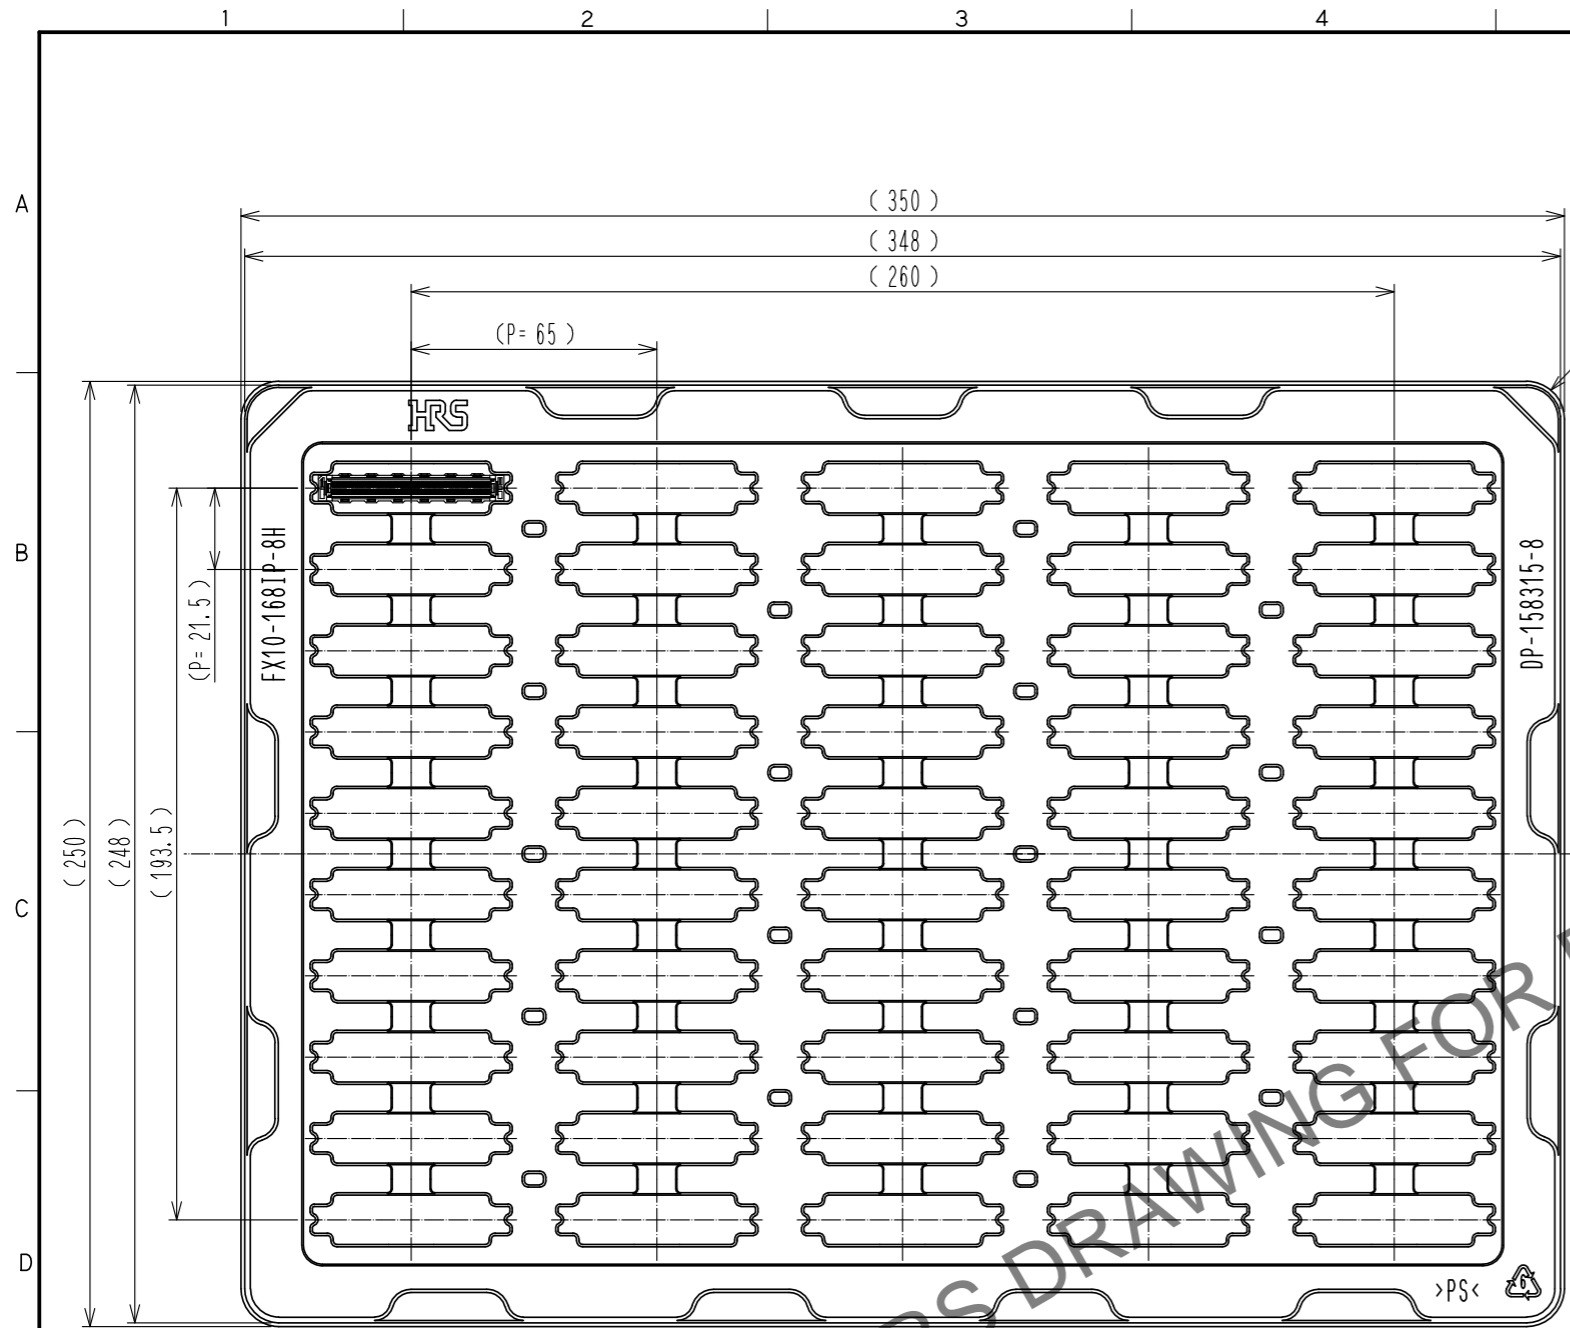 1 2 3 4
A
( 350 )
( 348 )
( 260 )
(P= 65 )
HRS
B
(P= 21.5 )
FX10-168IP-8H
DP-158315-8
( 250 )
( 248 )
( 193.5 )
C
D
RS DRAWING FOR
>PS<
6